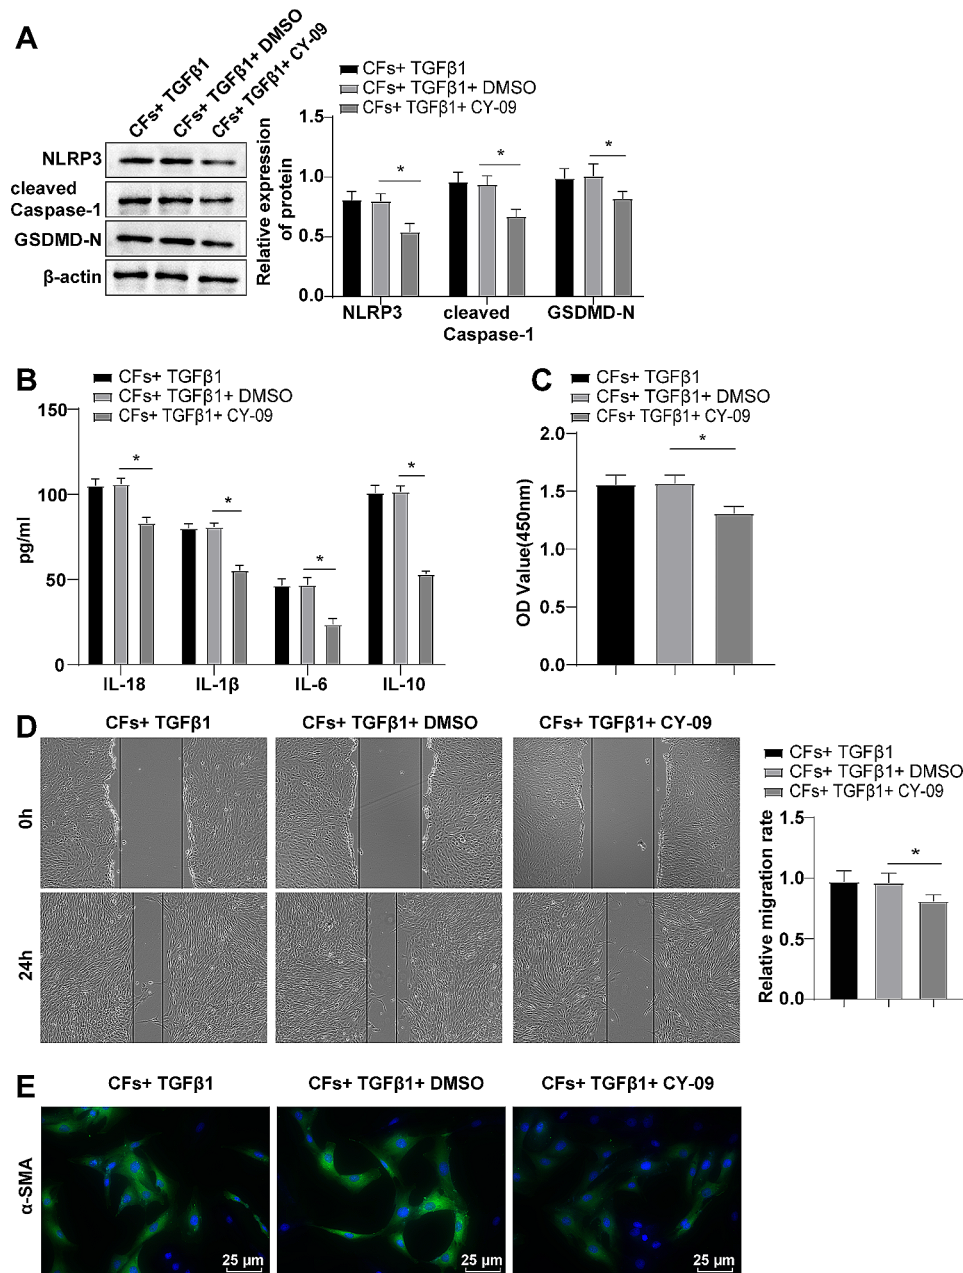 A
CFs+ TGFβ1
CFs+ TGFβ1+ DMSO
CFs+ TGFβ1+ CY-09
NLRP3
cleaved
Caspase-1
GSDMD-N
β-actin
CFs+ TGFβ1
CFs+ TGFβ1+ DMSO
CFs+ TGFβ1+ CY-09
Relative expression
of protein
1.5
1.0
0.5
0.0
*
*
*
NLRP3
cleaved
Caspase-1
GSDMD-N
B
CFs+ TGFβ1
CFs+ TGFβ1+ DMSO
CFs+ TGFβ1+ CY-09
pg/ml
150
100
50
0
*
*
*
*
IL-18
IL-1β
IL-6
IL-10
C
CFs+ TGFβ1
CFs+ TGFβ1+ DMSO
CFs+ TGFβ1+ CY-09
OD Value(450nm)
2.0
1.5
1.0
0.5
0.0
*
D
CFs+ TGFβ1
CFs+ TGFβ1+ DMSO
CFs+ TGFβ1+ CY-09
0h
24h
CFs+ TGFβ1
CFs+ TGFβ1+ DMSO
CFs+ TGFβ1+ CY-09
Relative migration rate
1.5
1.0
0.5
0.0
*
E
CFs+ TGFβ1
CFs+ TGFβ1+ DMSO
CFs+ TGFβ1+ CY-09
α-SMA
25 μm
25 μm
25 μm